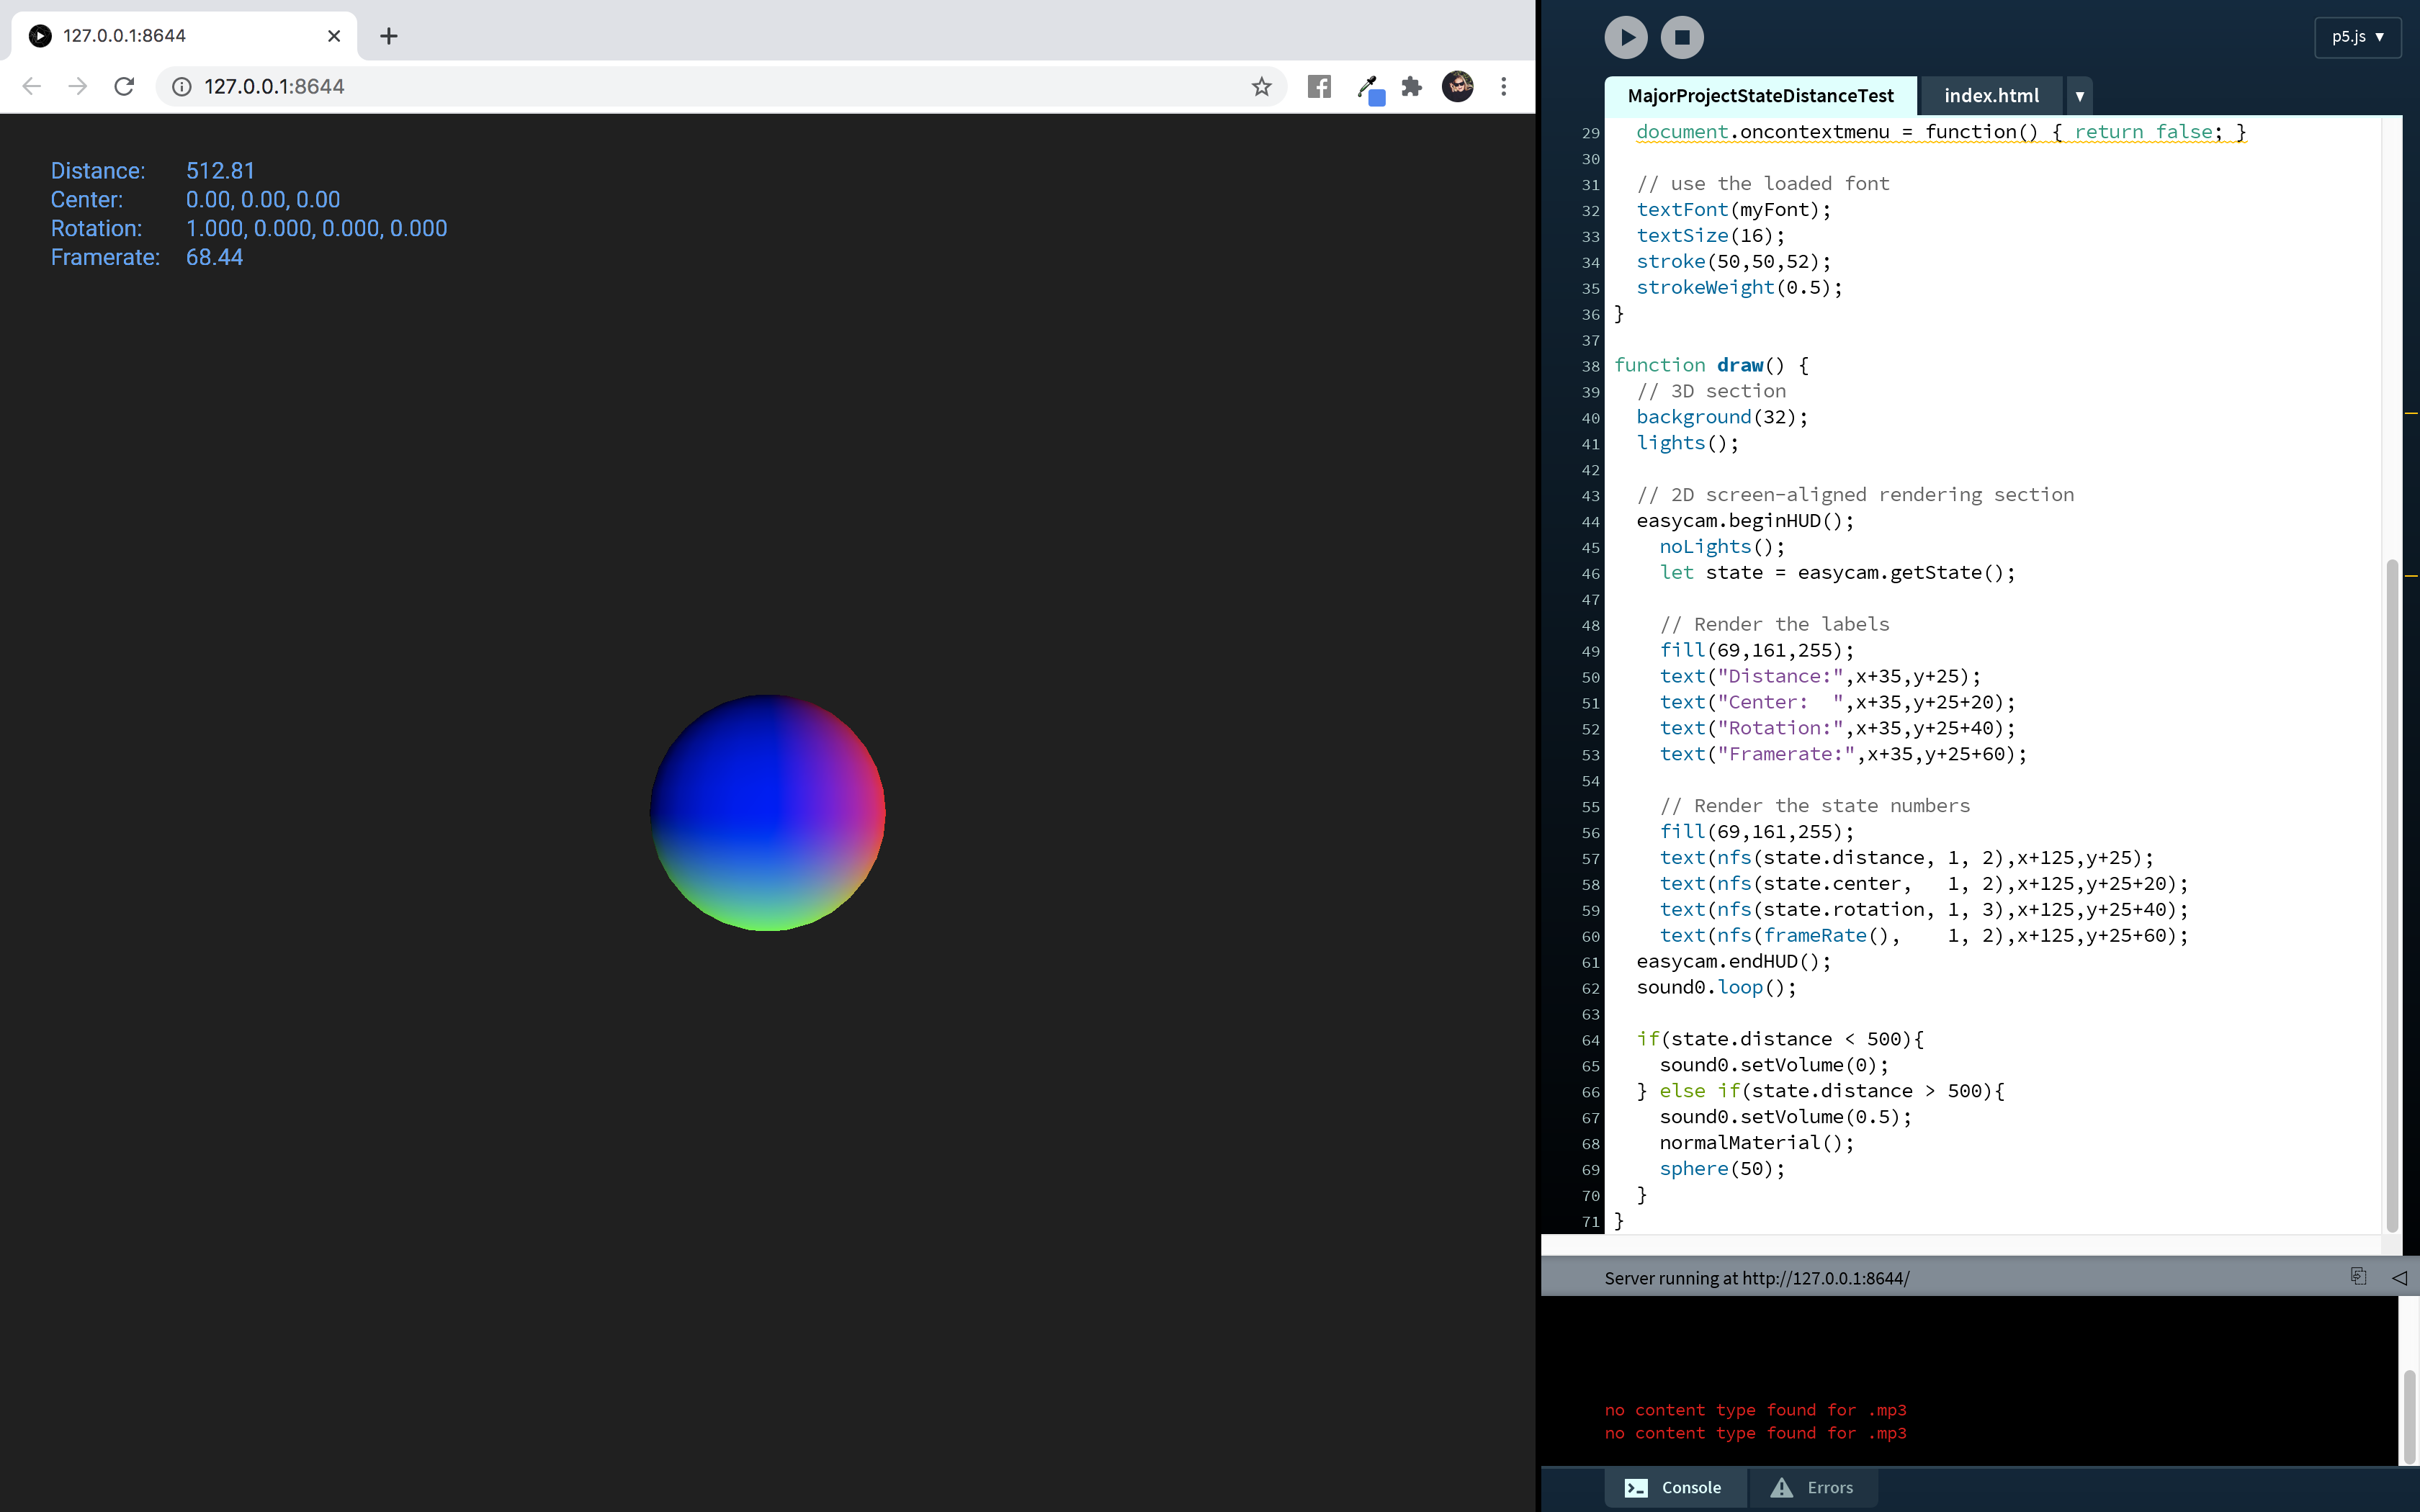 127.0.0.1:8644
127.0.0.1:8644
Distance: 512.81
Center: 0.00, 0.00, 0.00
Rotation: 1.000, 0.000, 0.000, 0.000
Framerate: 68.44
p5.js ▼
MajorProjectStateDistanceTest index.html ▼
29   document.oncontextmenu = function() { return false; }
30
31   // use the loaded font
32   textFont(myFont);
33   textSize(16);
34   stroke(50,50,52);
35   strokeWeight(0.5);
36 }
37
38 function draw() {
39   // 3D section
40   background(32);
41   lights();
42
43   // 2D screen-aligned rendering section
44   easycam.beginHUD();
45     noLights();
46     let state = easycam.getState();
47
48     // Render the labels
49     fill(69,161,255);
50     text("Distance:",x+35,y+25);
51     text("Center:  ",x+35,y+25+20);
52     text("Rotation:",x+35,y+25+40);
53     text("Framerate:",x+35,y+25+60);
54
55     // Render the state numbers
56     fill(69,161,255);
57     text(nfs(state.distance, 1, 2),x+125,y+25);
58     text(nfs(state.center,   1, 2),x+125,y+25+20);
59     text(nfs(state.rotation, 1, 3),x+125,y+25+40);
60     text(nfs(frameRate(),    1, 2),x+125,y+25+60);
61   easycam.endHUD();
62   sound0.loop();
63
64   if(state.distance < 500){
65     sound0.setVolume(0);
66   } else if(state.distance > 500){
67     sound0.setVolume(0.5);
68     normalMaterial();
69     sphere(50);
70   }
71 }
Server running at http://127.0.0.1:8644/
no content type found for .mp3
no content type found for .mp3
Console Errors